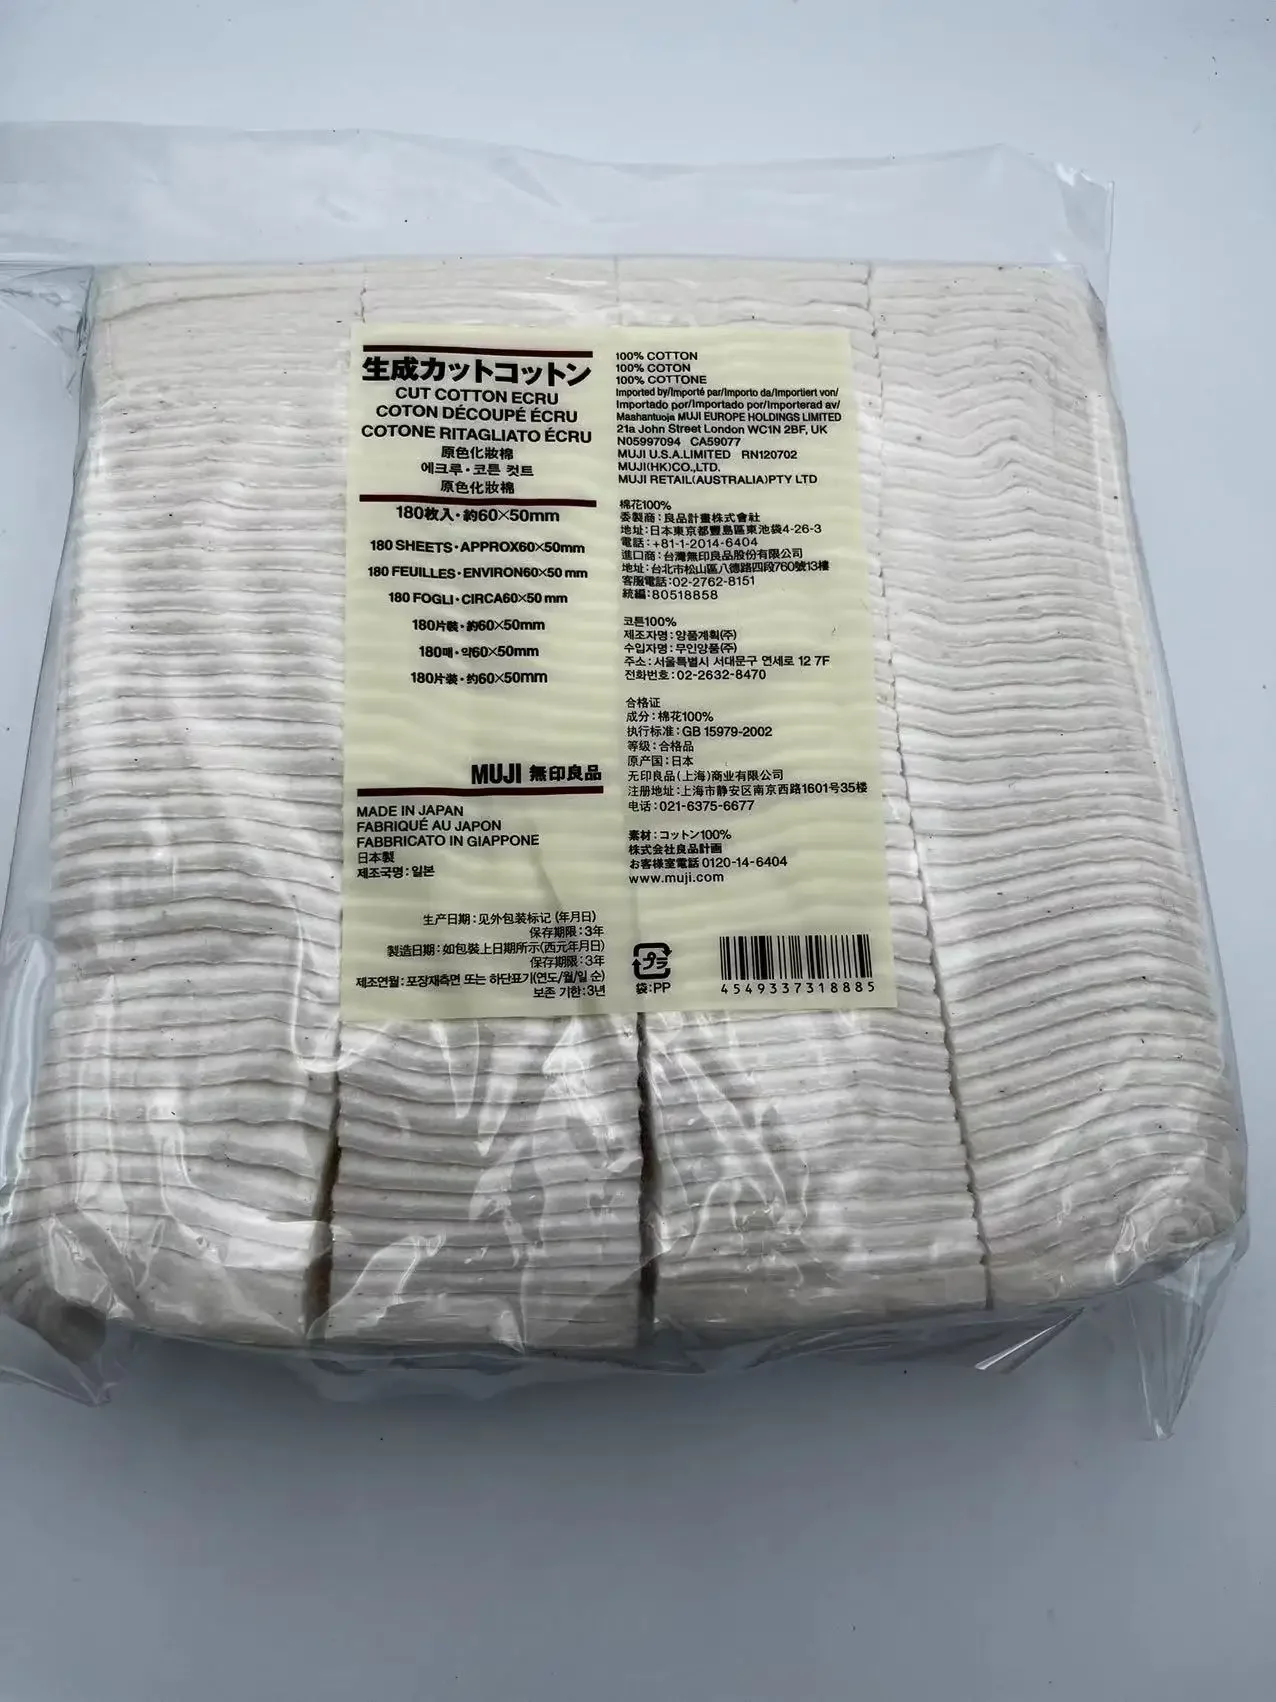 生成カットコットン
CUT COTTON ECRU
COTON DÉCOUPÉ ÉCRU
COTONE RITAGLIATO ÉCRU
原色化妝棉
에크루·코튼 컷트
原色化妝棉
180枚入·約60×50mm
180 SHEETS·APPROX60×50mm
180 FEUILLES·ENVIRON60×50 mm
180 FOGLI·CIRCA60×50 mm
180片裝·約60×50mm
180매·약60×50mm
180片装·约60×50mm
MUJI 無印良品
MADE IN JAPAN
FABRIQUÉ AU JAPON
FABBRICATO IN GIAPPONE
日本製
제조국명:일본
生产日期:见外包装标记 (年月日)
保存期限:3年
製造日期:如包裝上日期所示(西元年月日)
保存期限:3年
제조연월:포장재측면 또는 하단표기(연도/월/일 순)
보존 기한:3년
100% COTTON
100% COTON
100% COTTONE
Imported by/Importé par/Importo da/Importiert von/
Importado por/Importado por/Importerad av/
Maahantuoja MUJI EUROPE HOLDINGS LIMITED
21a John Street London WC1N 2BF, UK
N05997094 CA59077
MUJI U.S.A.LIMITED RN120702
MUJI(HK)CO.,LTD.
MUJI RETAIL(AUSTRALIA)PTY LTD
棉花100%
委製商:良品計畫株式會社
地址:日本東京都豐島區東池袋4-26-3
電話:+81-1-2014-6404
進口商:台灣無印良品股份有限公司
地址:台北市松山區八德路四段760號13樓
客服電話:02-2762-8151
統編:80518858
코튼100%
제조자명:양품계획(주)
수입자명:무인양품(주)
주소:서울특별시 서대문구 연세로 12 7F
전화번호:02-2632-8470
合格证
成分:棉花100%
执行标准:GB 15979-2002
等级:合格品
原产国:日本
无印良品(上海)商业有限公司
注册地址:上海市静安区南京西路1601号35楼
电话:021-6375-6677
素材:コットン100%
株式会社良品計画
お客様室電話 0120-14-6404
www.muji.com
プラ
袋:PP
4549337318885